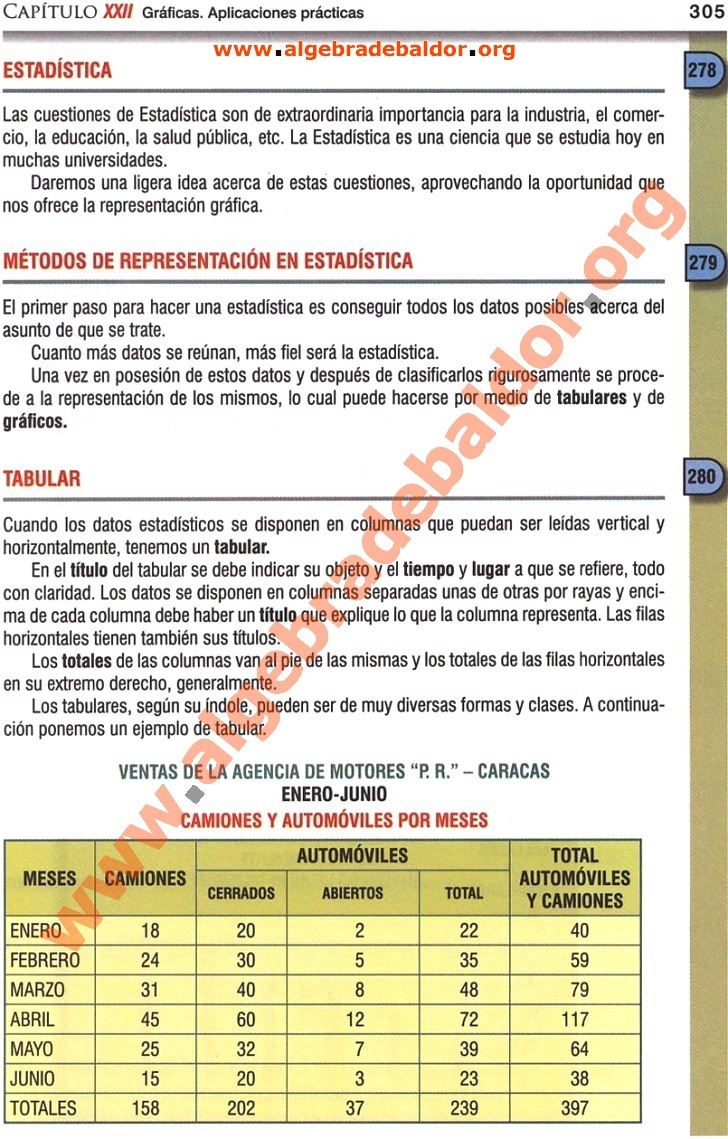 CAPÍTULO XXII Gráficas. Aplicaciones prácticas 305
www.algebradebaldor.org
ESTADÍSTICA 278
Las cuestiones de Estadística son de extraordinaria importancia para la industria, el comer-
cio, la educación, la salud pública, etc. La Estadística es una ciencia que se estudia hoy en
muchas universidades.
Daremos una ligera idea acerca de estas cuestiones, aprovechando la oportunidad que
nos ofrece la representación gráfica.
MÉTODOS DE REPRESENTACIÓN EN ESTADÍSTICA 279
El primer paso para hacer una estadística es conseguir todos los datos posibles acerca del
asunto de que se trate.
Cuanto más datos se reúnan, más fiel será la estadística.
Una vez en posesión de estos datos y después de clasificarlos rigurosamente se proce-
de a la representación de los mismos, lo cual puede hacerse por medio de tabulares y de
gráficos.
TABULAR 280
Cuando los datos estadísticos se disponen en columnas que puedan ser leídas vertical y
horizontalmente, tenemos un tabular.
En el título del tabular se debe indicar su objeto y el tiempo y lugar a que se refiere, todo
con claridad. Los datos se disponen en columnas separadas unas de otras por rayas y enci-
ma de cada columna debe haber un título que explique lo que la columna representa. Las filas
horizontales tienen también sus títulos.
Los totales de las columnas van al pie de las mismas y los totales de las filas horizontales
en su extremo derecho, generalmente.
Los tabulares, según su índole, pueden ser de muy diversas formas y clases. A continua-
ción ponemos un ejemplo de tabular.
VENTAS DE LA AGENCIA DE MOTORES “P. R.” – CARACAS
ENERO-JUNIO
CAMIONES Y AUTOMÓVILES POR MESES
MESES CAMIONES AUTOMÓVILES TOTAL AUTOMÓVILES Y CAMIONES
CERRADOS ABIERTOS TOTAL
ENERO 18 20 2 22 40
FEBRERO 24 30 5 35 59
MARZO 31 40 8 48 79
ABRIL 45 60 12 72 117
MAYO 25 32 7 39 64
JUNIO 15 20 3 23 38
TOTALES 158 202 37 239 397
www.algebradebaldor.org